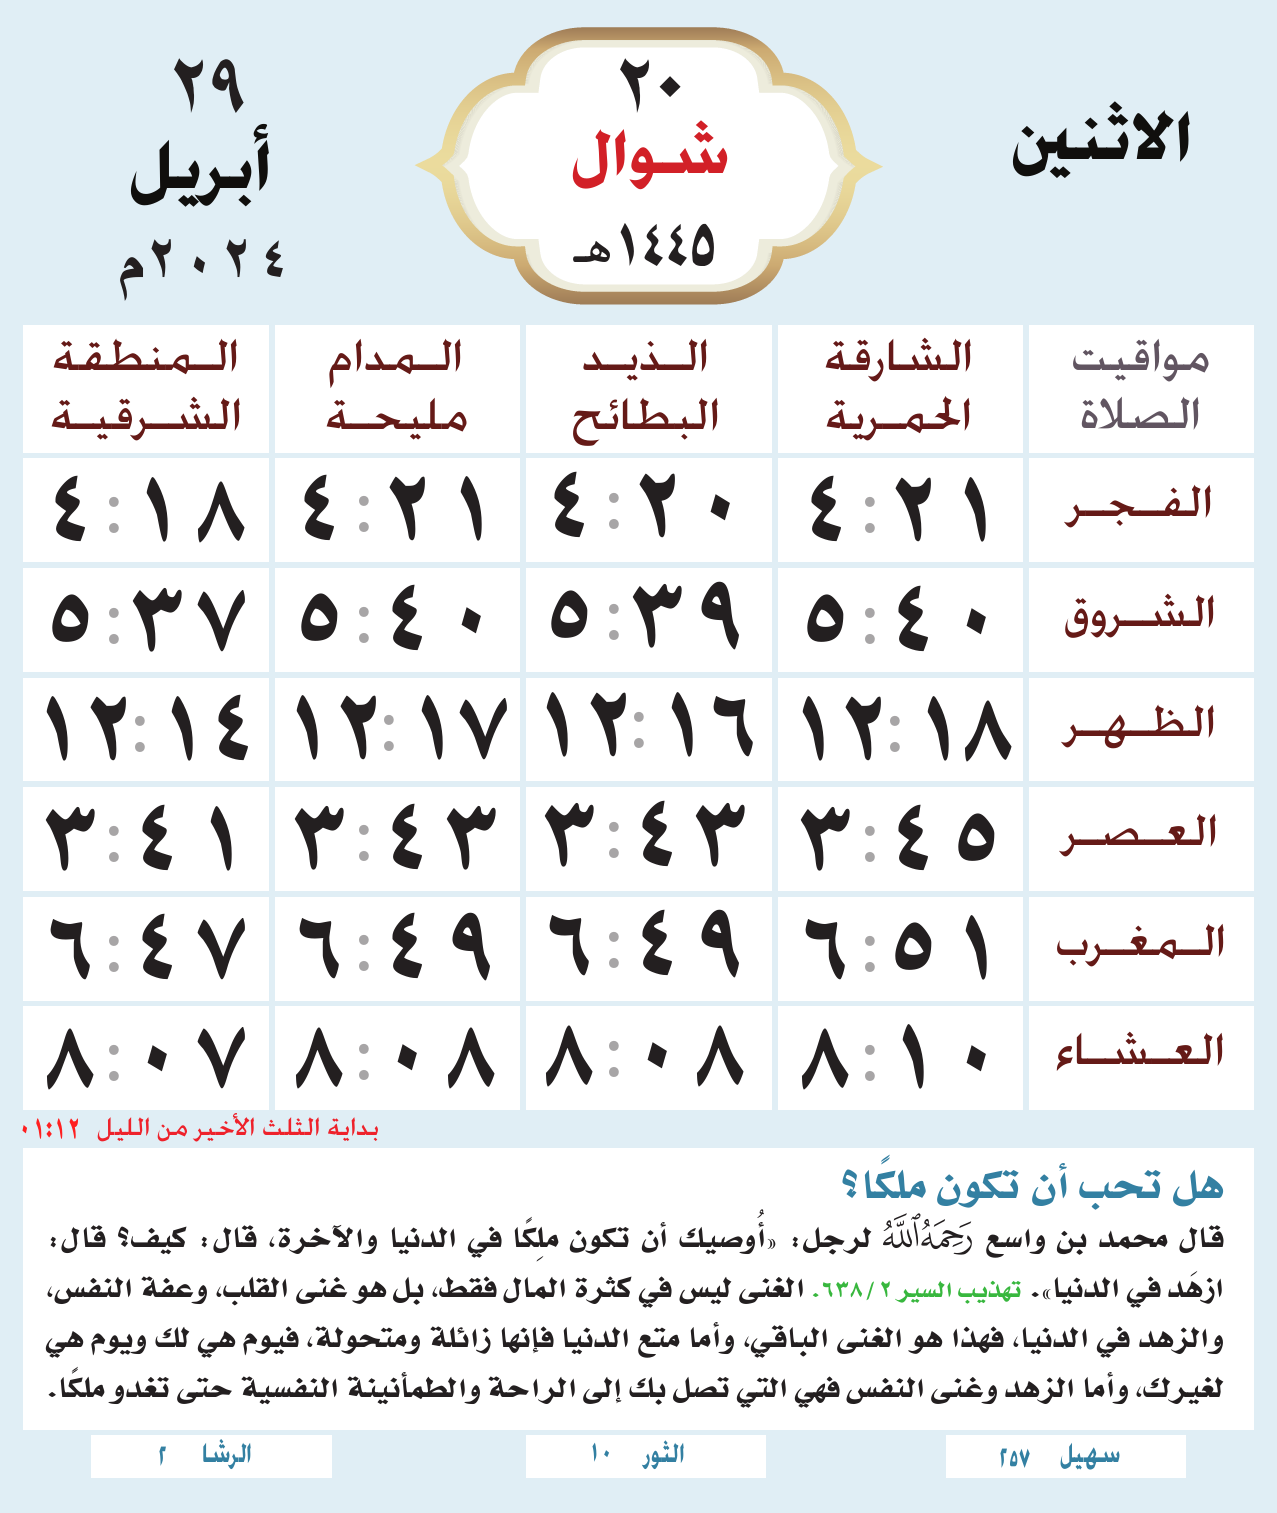 الاثنين
٢٠
شوال
١٤٤٥هـ
٢٩
أبريل
٢٠٢٤م
مواقيت الصلاة الشارقة الحمرية الذيد البطائح المدام مليحة المنطقة الشرقية
الفجر ٤:٢١ ٤:٢٠ ٤:٢١ ٤:١٨
الشروق ٥:٤٠ ٥:٣٩ ٥:٤٠ ٥:٣٧
الظهر ١٢:١٨ ١٢:١٦ ١٢:١٧ ١٢:١٤
العصر ٣:٤٥ ٣:٤٣ ٣:٤٣ ٣:٤١
المغرب ٦:٥١ ٦:٤٩ ٦:٤٩ ٦:٤٧
العشاء ٨:١٠ ٨:٠٨ ٨:٠٨ ٨:٠٧
بداية الثلث الأخير من الليل ٠١:١٢
هل تحب أن تكون ملكًا؟
قال محمد بن واسع رَحِمَهُ ٱللَّهُ لرجل: «أُوصيك أن تكون ملِكًا في الدنيا والآخرة، قال: كيف؟ قال:
ازهَد في الدنيا». تهذيب السير ٢/ ٦٣٨. الغنى ليس في كثرة المال فقط، بل هو غنى القلب، وعفة النفس،
والزهد في الدنيا، فهذا هو الغنى الباقي، وأما متع الدنيا فإنها زائلة ومتحولة، فيوم هي لك ويوم هي
لغيرك، وأما الزهد وغنى النفس فهي التي تصل بك إلى الراحة والطمأنينة النفسية حتى تغدو ملكًا.
سهيل ٢٥٧ الثور ١٠ الرشا ٢